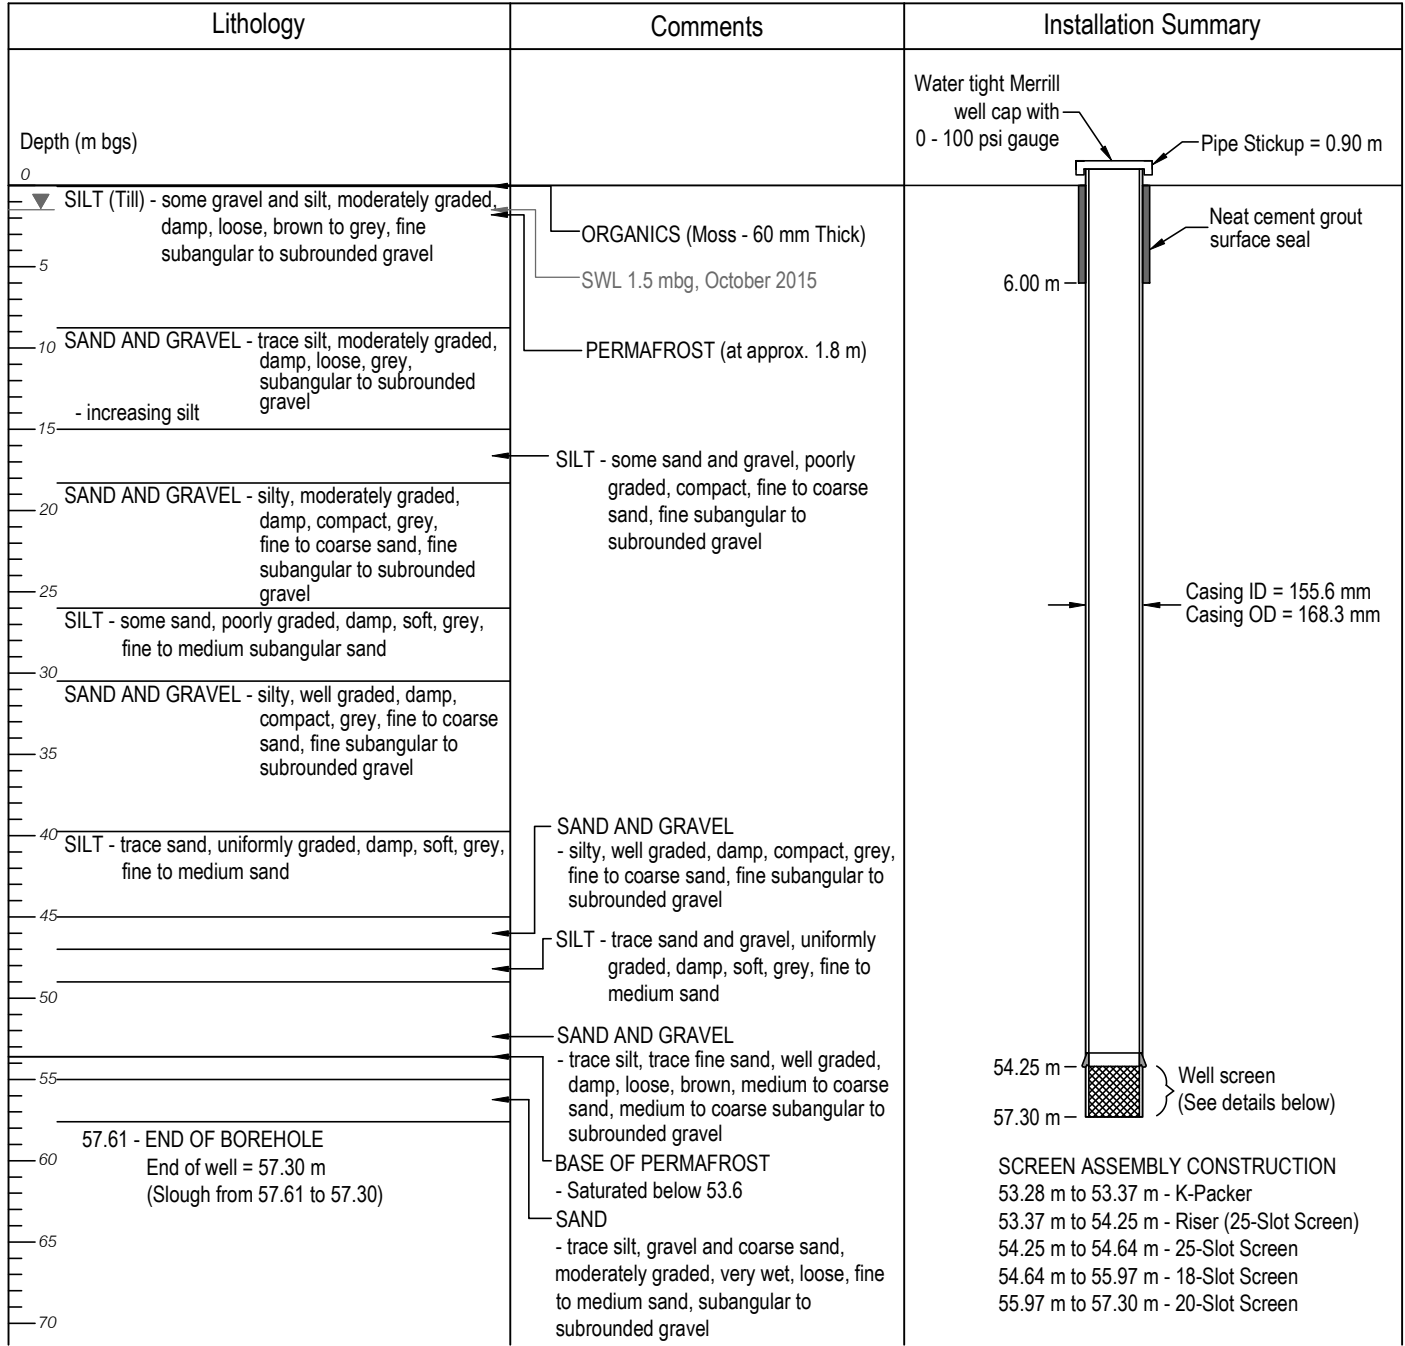 Lithology
Comments
Installation Summary
Depth (m bgs)
0
5
10
15
20
25
30
35
40
45
50
55
60
65
70
SILT (Till) - some gravel and silt, moderately graded,
damp, loose, brown to grey, fine
subangular to subrounded gravel
SAND AND GRAVEL - trace silt, moderately graded,
damp, loose, grey,
subangular to subrounded
gravel
- increasing silt
SAND AND GRAVEL - silty, moderately graded,
damp, compact, grey,
fine to coarse sand, fine
subangular to subrounded
gravel
SILT - some sand, poorly graded, damp, soft, grey,
fine to medium subangular sand
SAND AND GRAVEL - silty, well graded, damp,
compact, grey, fine to coarse
sand, fine subangular to
subrounded gravel
SILT - trace sand, uniformly graded, damp, soft, grey,
fine to medium sand
57.61 - END OF BOREHOLE
End of well = 57.30 m
(Slough from 57.61 to 57.30)
ORGANICS (Moss - 60 mm Thick)
SWL 1.5 mbg, October 2015
PERMAFROST (at approx. 1.8 m)
SILT - some sand and gravel, poorly
graded, compact, fine to coarse
sand, fine subangular to
subrounded gravel
SAND AND GRAVEL
- silty, well graded, damp, compact, grey,
fine to coarse sand, fine subangular to
subrounded gravel
SILT - trace sand and gravel, uniformly
graded, damp, soft, grey, fine to
medium sand
SAND AND GRAVEL
- trace silt, trace fine sand, well graded,
damp, loose, brown, medium to coarse
sand, medium to coarse subangular to
subrounded gravel
BASE OF PERMAFROST
- Saturated below 53.6
SAND
- trace silt, gravel and coarse sand,
moderately graded, very wet, loose, fine
to medium sand, subangular to
subrounded gravel
Water tight Merrill
well cap with
0 - 100 psi gauge
Pipe Stickup = 0.90 m
Neat cement grout
surface seal
6.00 m
Casing ID = 155.6 mm
Casing OD = 168.3 mm
54.25 m
57.30 m
Well screen
(See details below)
SCREEN ASSEMBLY CONSTRUCTION
53.28 m to 53.37 m - K-Packer
53.37 m to 54.25 m - Riser (25-Slot Screen)
54.25 m to 54.64 m - 25-Slot Screen
54.64 m to 55.97 m - 18-Slot Screen
55.97 m to 57.30 m - 20-Slot Screen